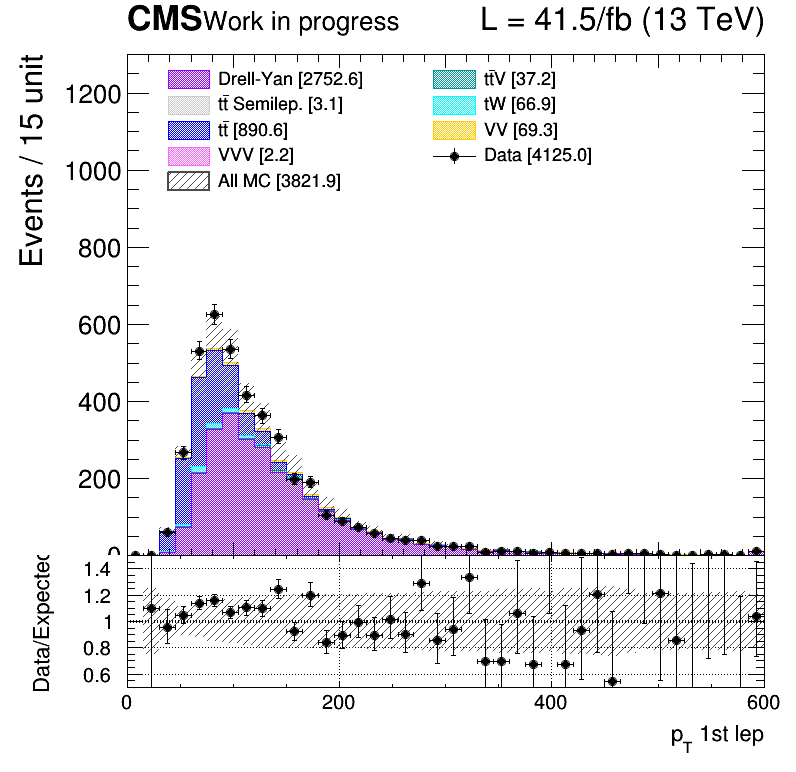 CMS Work in progress L = 41.5/fb (13 TeV)
Events / 15 unit
Drell-Yan [2752.6]
tt̄ Semilep. [3.1]
tt̄ [890.6]
VVV [2.2]
All MC [3821.9]
tt̄V [37.2]
tW [66.9]
VV [69.3]
Data [4125.0]
1200
1000
800
600
400
200
0
Data/Expected
1.4
1.2
1
0.8
0.6
0 200 400 600
p_T 1st lep